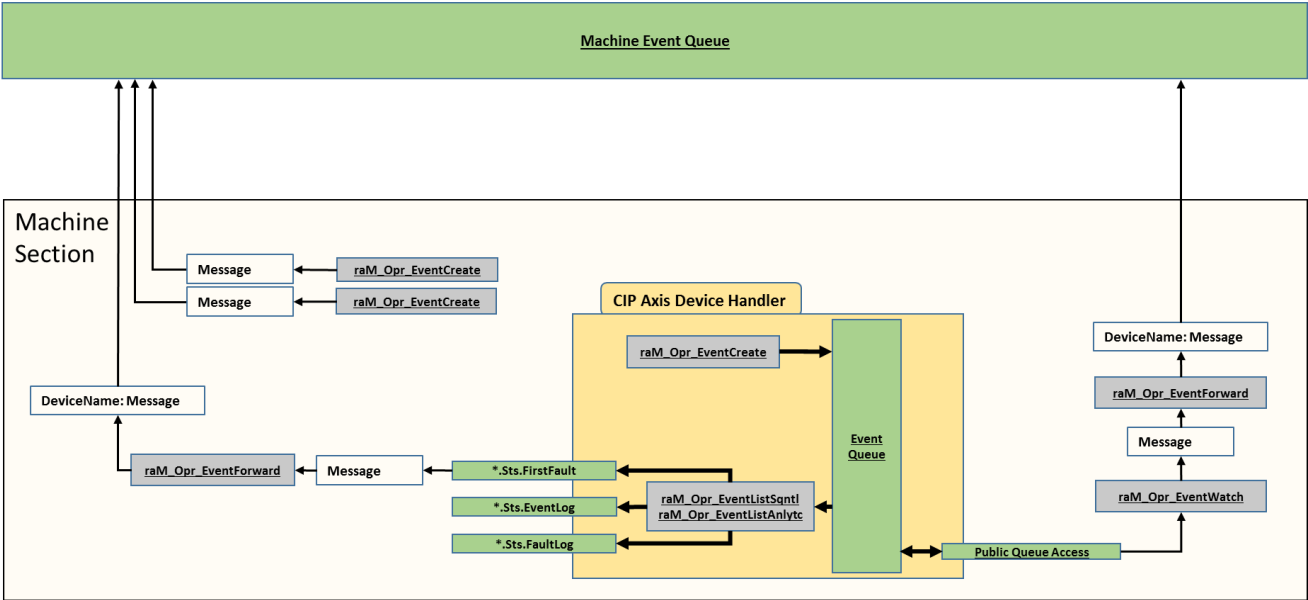 Machine Event Queue
Machine
Section
Message
raM_Opr_EventCreate
Message
raM_Opr_EventCreate
CIP Axis Device Handler
raM_Opr_EventCreate
DeviceName: Message
DeviceName: Message
raM_Opr_EventForward
Event
Queue
Message
raM_Opr_EventForward
Message
*.Sts.FirstFault
raM_Opr_EventListSqntl
raM_Opr_EventListAnlytc
raM_Opr_EventWatch
*.Sts.EventLog
*.Sts.FaultLog
Public Queue Access